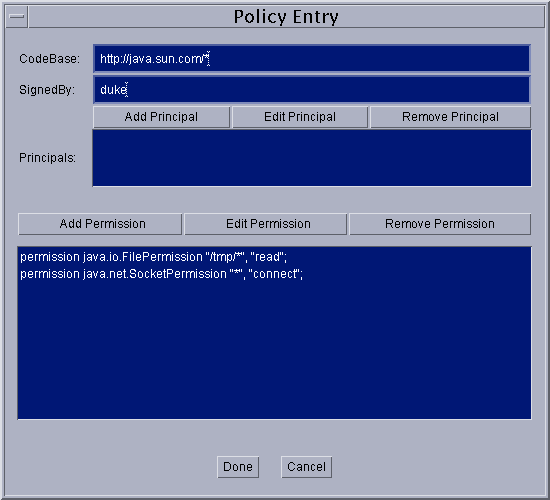 Policy Entry
CodeBase: http://java.sun.com/*
SignedBy: duke
Add Principal Edit Principal Remove Principal
Principals:
Add Permission Edit Permission Remove Permission
permission java.io.FilePermission "/tmp/*", "read";
permission java.net.SocketPermission "*", "connect";
Done Cancel